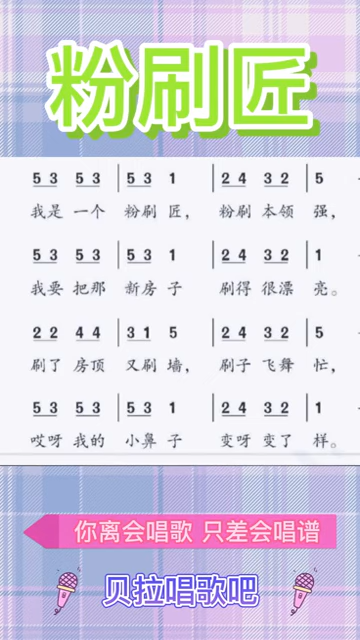 粉刷匠
5 3 5 3 | 5 3 1 | 2 4 3 2 | 5 -
我是 一个 粉刷 匠， 粉刷 本领 强，
5 3 5 3 | 5 3 1 | 2 4 3 2 | 1 -
我要 把那 新房 子 刷得 很漂 亮。
2 2 4 4 | 3 1 5 | 2 4 3 2 | 5 -
刷了 房顶 又刷 墙， 刷子 飞舞 忙，
5 3 5 3 | 5 3 1 | 2 4 3 2 | 1 -
哎呀 我的 小鼻 子 变呀 变了 样。
你离会唱歌 只差会唱谱
贝拉唱歌吧